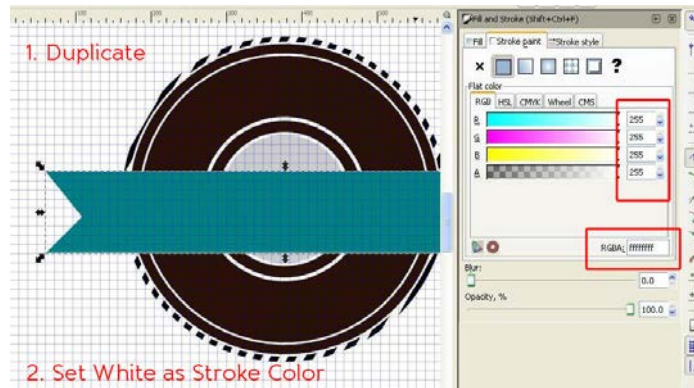 1. Duplicate
2. Set White as Stroke Color
Fill and Stroke (Shift+Ctrl+F)
Fill Stroke paint Stroke style
?
Flat color
RGB HSL CMYK Wheel CMS
R 255
G 255
B 255
A 255
RGBA: ffffffff
Blur:
0.0
Opacity, %
100.0